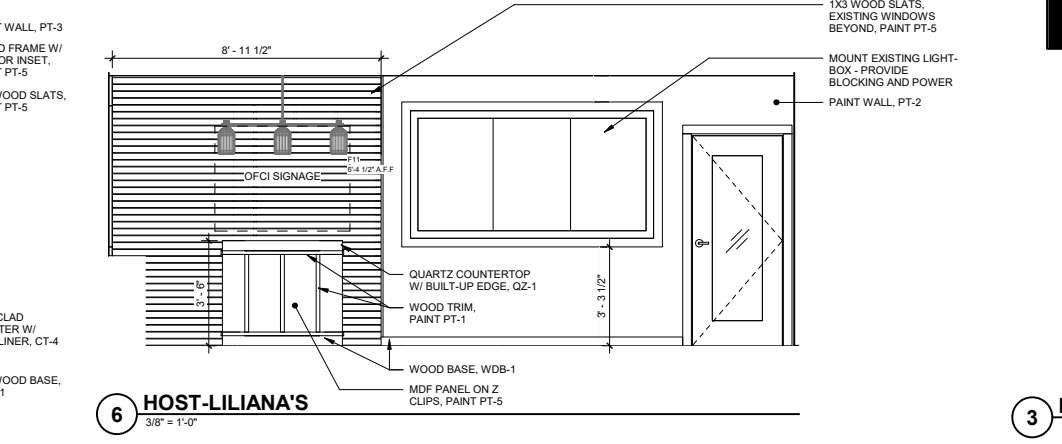 T WALL, PT-3
D FRAME W/
OR INSET,
T PT-5
WOOD SLATS,
T PT-5
CLAD
TER W/
LINER, CT-4
WOOD BASE,
1
8' - 11 1/2"
1X3 WOOD SLATS,
EXISTING WINDOWS
BEYOND, PAINT PT-5
MOUNT EXISTING LIGHT-
BOX - PROVIDE
BLOCKING AND POWER
PAINT WALL, PT-2
F11
6'-4 1/2" A.F.F
OFCI SIGNAGE
3' - 6"
3' - 3 1/2"
QUARTZ COUNTERTOP
W/ BUILT-UP EDGE, QZ-1
WOOD TRIM,
PAINT PT-1
WOOD BASE, WDB-1
MDF PANEL ON Z
CLIPS, PAINT PT-5
6
HOST-LILIANA'S
3/8" = 1'-0"
3